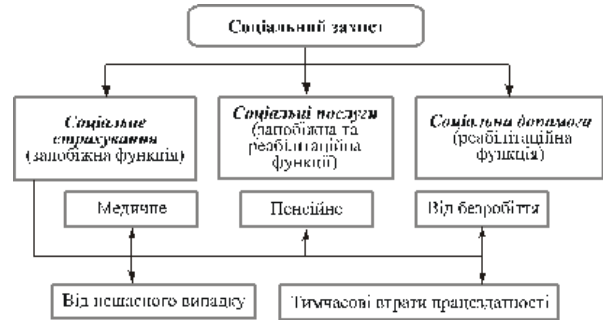 Соціальний захист
Соціальне
страхування
(запобіжна функція)
Соціальні послуги
(запобіжна та
реабілітаційна
функції)
Соціальна допомога
(реабілітаційна
функція)
Медичне
Пенсійне
Від безробіття
Від нещасного випадку
Тимчасові втрати працездатності